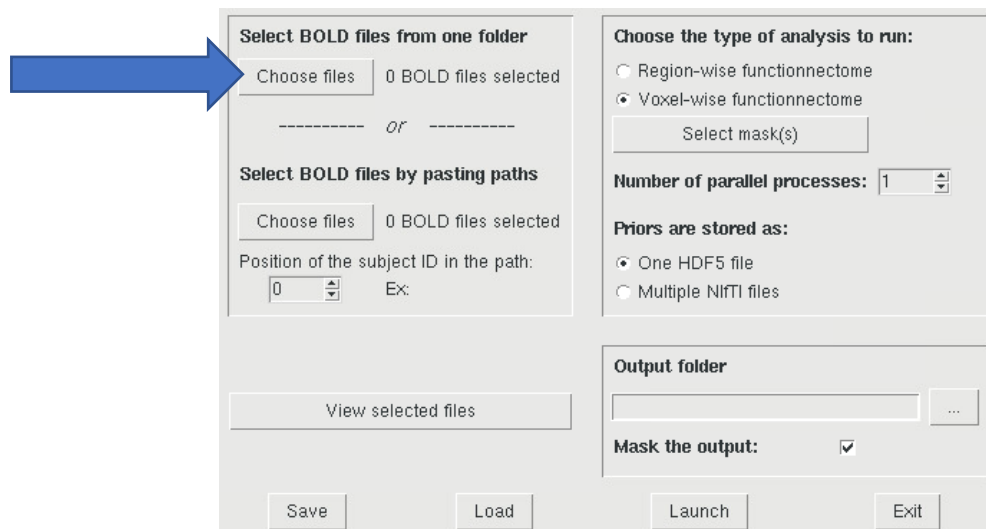 Select BOLD files from one folder
Choose files 0 BOLD files selected
---------- or ----------
Select BOLD files by pasting paths
Choose files 0 BOLD files selected
Position of the subject ID in the path:
0 Ex:
View selected files
Choose the type of analysis to run:
Region-wise functionnectome
Voxel-wise functionnectome
Select mask(s)
Number of parallel processes: 1
Priors are stored as:
One HDF5 file
Multiple NIfTI files
Output folder
...
Mask the output:
Save Load Launch Exit